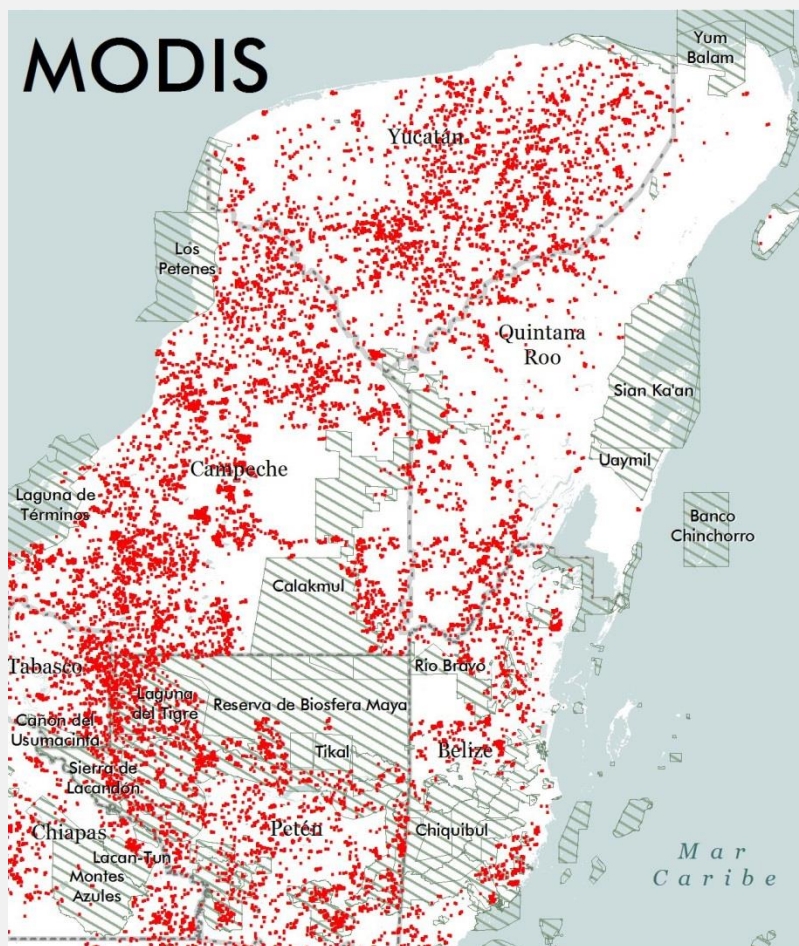 MODIS
Yum
Balam
Yucatán
Los
Petenes
Quintana
Roo
Sian Ka'an
Uaymil
Campeche
Laguna de
Términos
Banco
Chinchorro
Calakmul
Rio Bravo
Tabasco
Laguna
del Tigre
Reserva de Biosfera Maya
Cañon del
Usumacinta
Tikal
Belize
Sierra de
Lacandón
Chiapas
Petén
Chiquibul
Lacan-Tun
Montes
Azules
Mar
Caribe